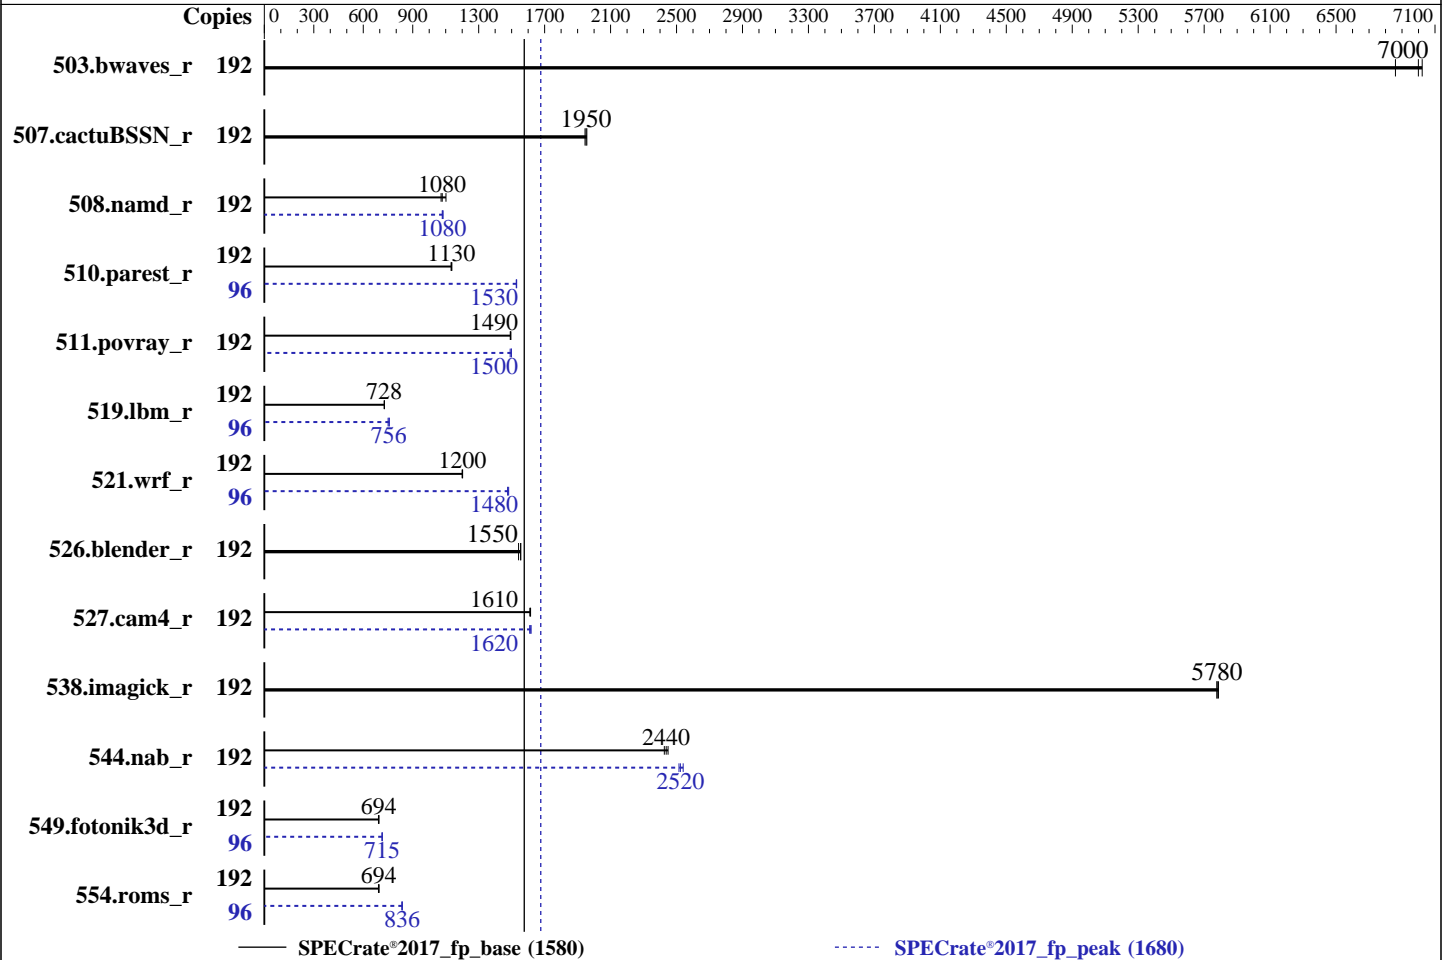 Copies 0 300 600 900 1300 1700 2100 2500 2900 3300 3700 4100 4500 4900 5300 5700 6100 6500 7100
503.bwaves_r 192 7000
507.cactuBSSN_r 192 1950
508.namd_r 192 1080
1080
510.parest_r 192 1130
96 1530
511.povray_r 192 1490
1500
519.lbm_r 192 728
96 756
521.wrf_r 192 1200
96 1480
526.blender_r 192 1550
527.cam4_r 192 1610
1620
538.imagick_r 192 5780
544.nab_r 192 2440
2520
549.fotonik3d_r 192 694
96 715
554.roms_r 192 694
96 836
SPECrate®2017_fp_base (1580) SPECrate®2017_fp_peak (1680)